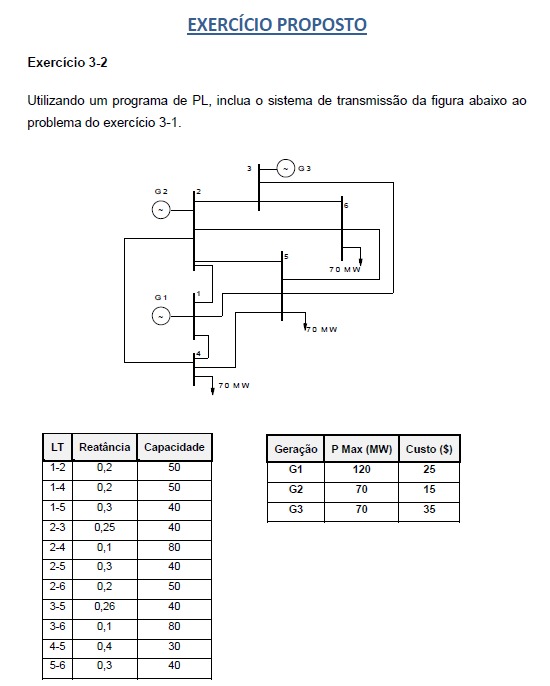 EXERCÍCIO PROPOSTO
Exercício 3-2
Utilizando um programa de PL, inclua o sistema de transmissão da figura abaixo ao
problema do exercício 3-1.
3
~
G 3
G 2
2
~
6
5
70 MW
G 1
1
~
70 MW
4
70 MW
LT Reatância Capacidade
1-2 0,2 50
1-4 0,2 50
1-5 0,3 40
2-3 0,25 40
2-4 0,1 80
2-5 0,3 40
2-6 0,2 50
3-5 0,26 40
3-6 0,1 80
4-5 0,4 30
5-6 0,3 40
Geração P Max (MW) Custo ($)
G1 120 25
G2 70 15
G3 70 35